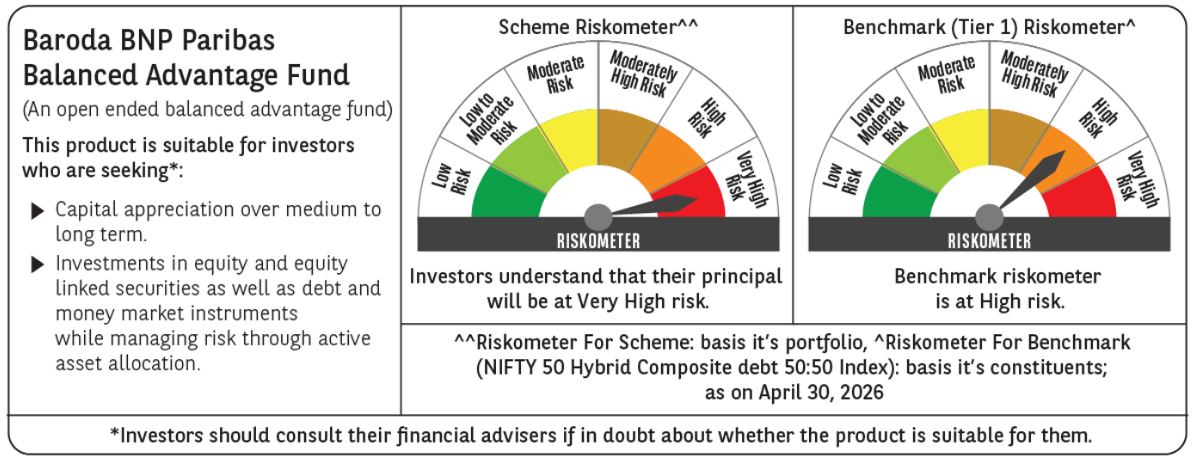 Baroda BNP Paribas
Balanced Advantage Fund
(An open ended balanced advantage fund)
This product is suitable for investors
who are seeking*:
▶ Capital appreciation over medium to
long term.
▶ Investments in equity and equity
linked securities as well as debt and
money market instruments
while managing risk through active
asset allocation.
Scheme Riskometer^^
Low
Risk
Low to
Moderate
Risk
Moderate
Risk
Moderately
High Risk
High
Risk
Very High
Risk
RISKOMETER
Investors understand that their principal
will be at Very High risk.
Benchmark (Tier 1) Riskometer^
Low
Risk
Low to
Moderate
Risk
Moderate
Risk
Moderately
High Risk
High
Risk
Very High
Risk
RISKOMETER
Benchmark riskometer
is at High risk.
^^Riskometer For Scheme: basis it's portfolio, ^Riskometer For Benchmark
(NIFTY 50 Hybrid Composite debt 50:50 Index): basis it's constituents;
as on April 30, 2026
*Investors should consult their financial advisers if in doubt about whether the product is suitable for them.